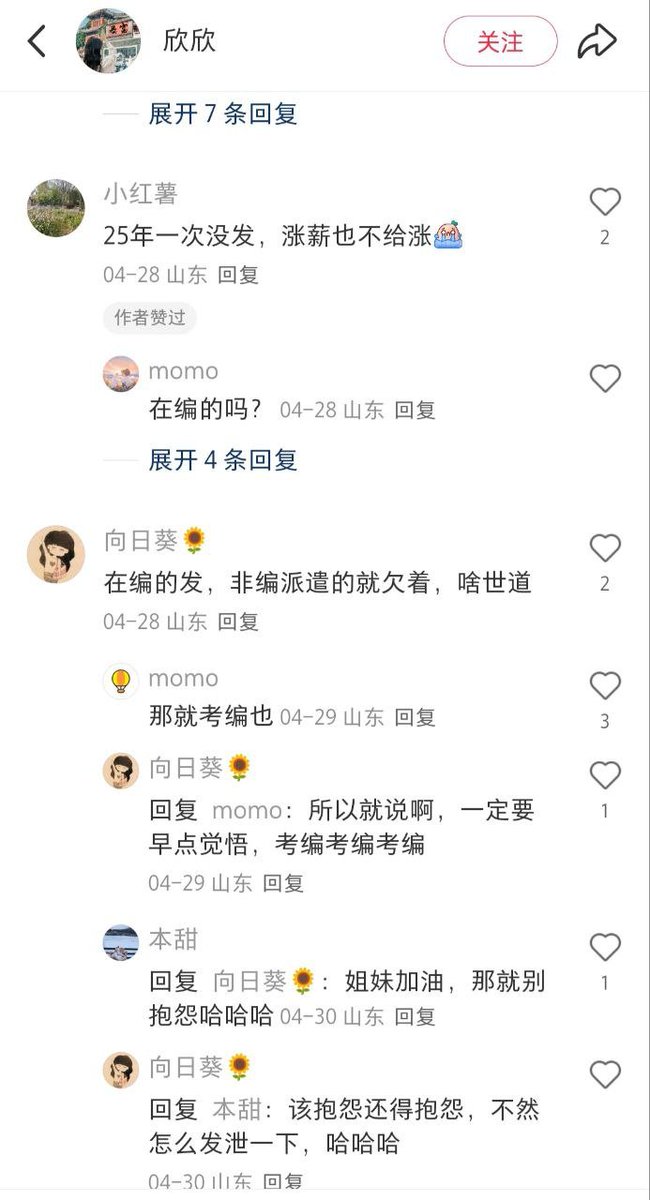 欣欣
关注
展开 7 条回复
小红薯
25年一次没发，涨薪也不给涨
2
04-28 山东 回复
作者赞过
momo
在编的吗？ 04-28 山东 回复
展开 4 条回复
向日葵🌻
在编的发，非编派遣的就欠着，啥世道
2
04-28 山东 回复
momo
那就考编也 04-29 山东 回复
3
向日葵🌻
回复 momo：所以就说啊，一定要
1
早点觉悟，考编考编考编
04-29 山东 回复
本甜
回复 向日葵🌻：姐妹加油，那就别
1
抱怨哈哈哈 04-30 山东 回复
向日葵🌻
回复 本甜：该抱怨还得抱怨，不然
怎么发泄一下，哈哈哈
04-30 山东 回复